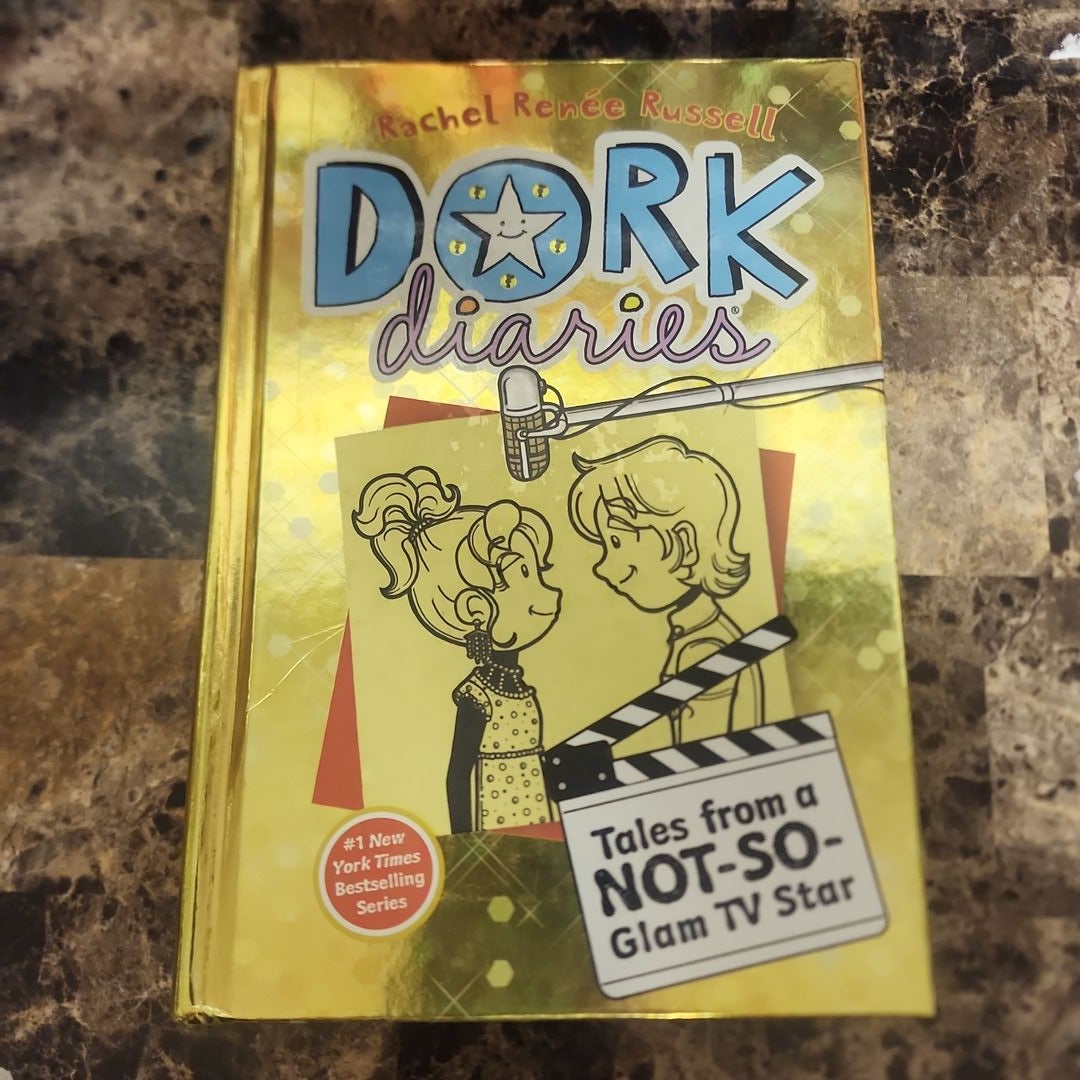 Rachel Renée Russell
DORK
diaries®
#1 New
York Times
Bestselling
Series
Tales from a
NOT-SO-
Glam TV Star